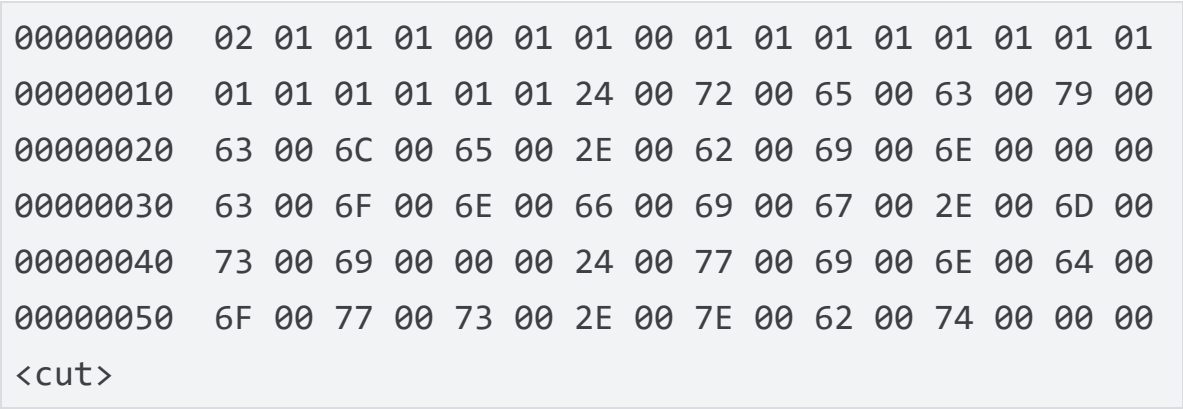 00000000  02 01 01 01 00 01 01 00 01 01 01 01 01 01 01 01
00000010  01 01 01 01 01 01 24 00 72 00 65 00 63 00 79 00
00000020  63 00 6C 00 65 00 2E 00 62 00 69 00 6E 00 00 00
00000030  63 00 6F 00 6E 00 66 00 69 00 67 00 2E 00 6D 00
00000040  73 00 69 00 00 00 24 00 77 00 69 00 6E 00 64 00
00000050  6F 00 77 00 73 00 2E 00 7E 00 62 00 74 00 00 00
<cut>